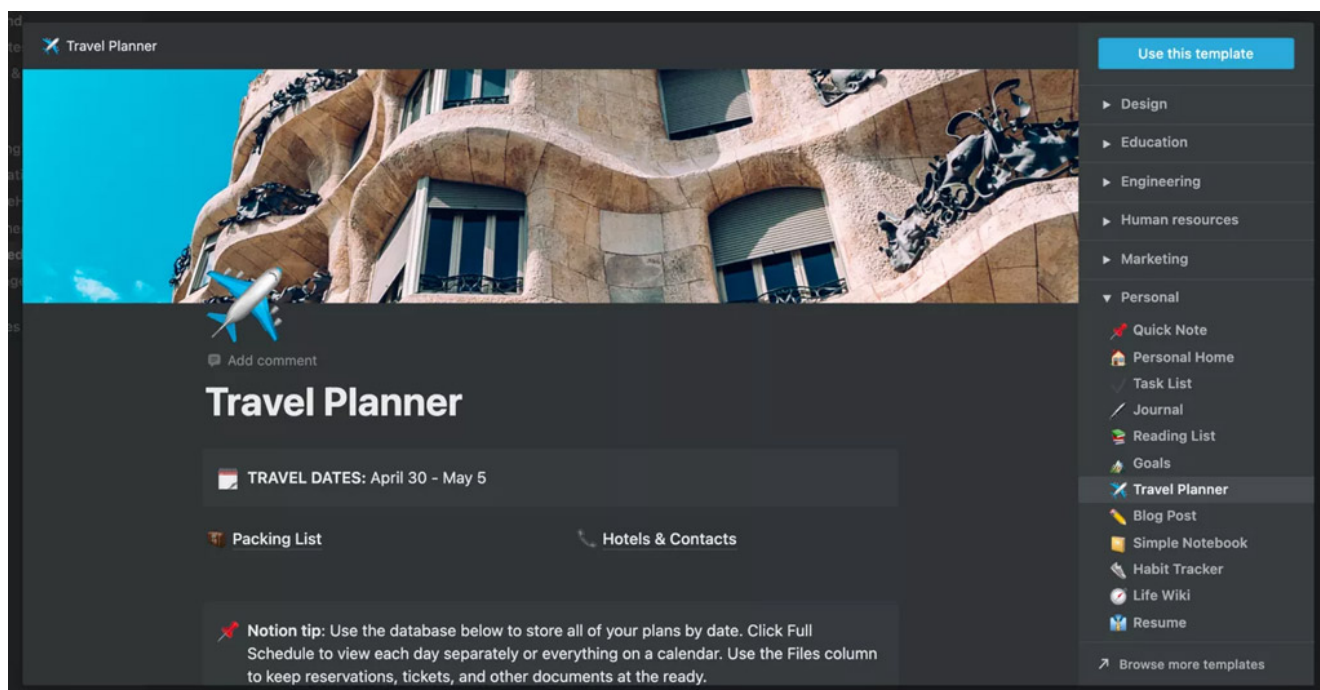 Travel Planner
Add comment
Travel Planner
TRAVEL DATES: April 30 - May 5
Packing List
Hotels & Contacts
Notion tip: Use the database below to store all of your plans by date. Click Full
Schedule to view each day separately or everything on a calendar. Use the Files column
to keep reservations, tickets, and other documents at the ready.
Use this template
Design
Education
Engineering
Human resources
Marketing
Personal
Quick Note
Personal Home
Task List
Journal
Reading List
Goals
Travel Planner
Blog Post
Simple Notebook
Habit Tracker
Life Wiki
Resume
Browse more templates